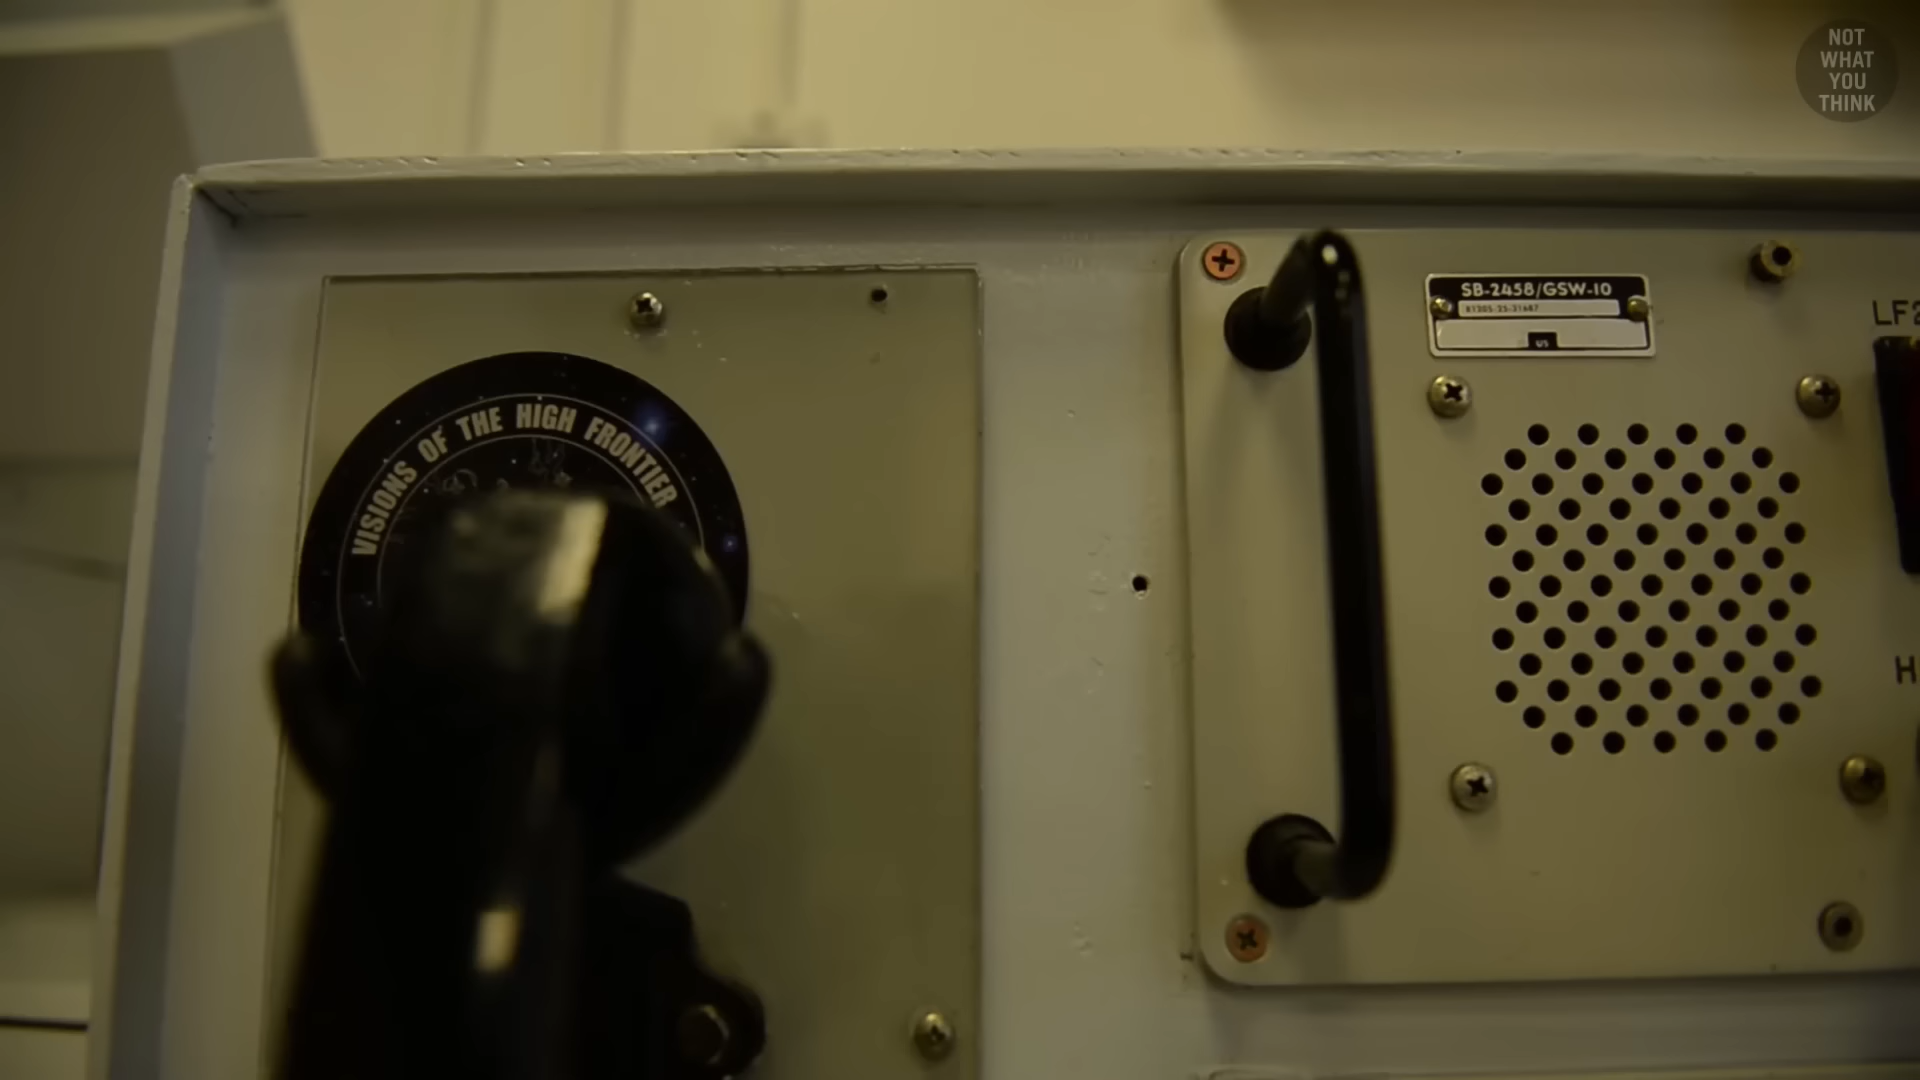 NOT
WHAT
YOU
THINK
SB-2458/GSW-10
US
LF2
VISIONS OF THE HIGH FRONTIER
H